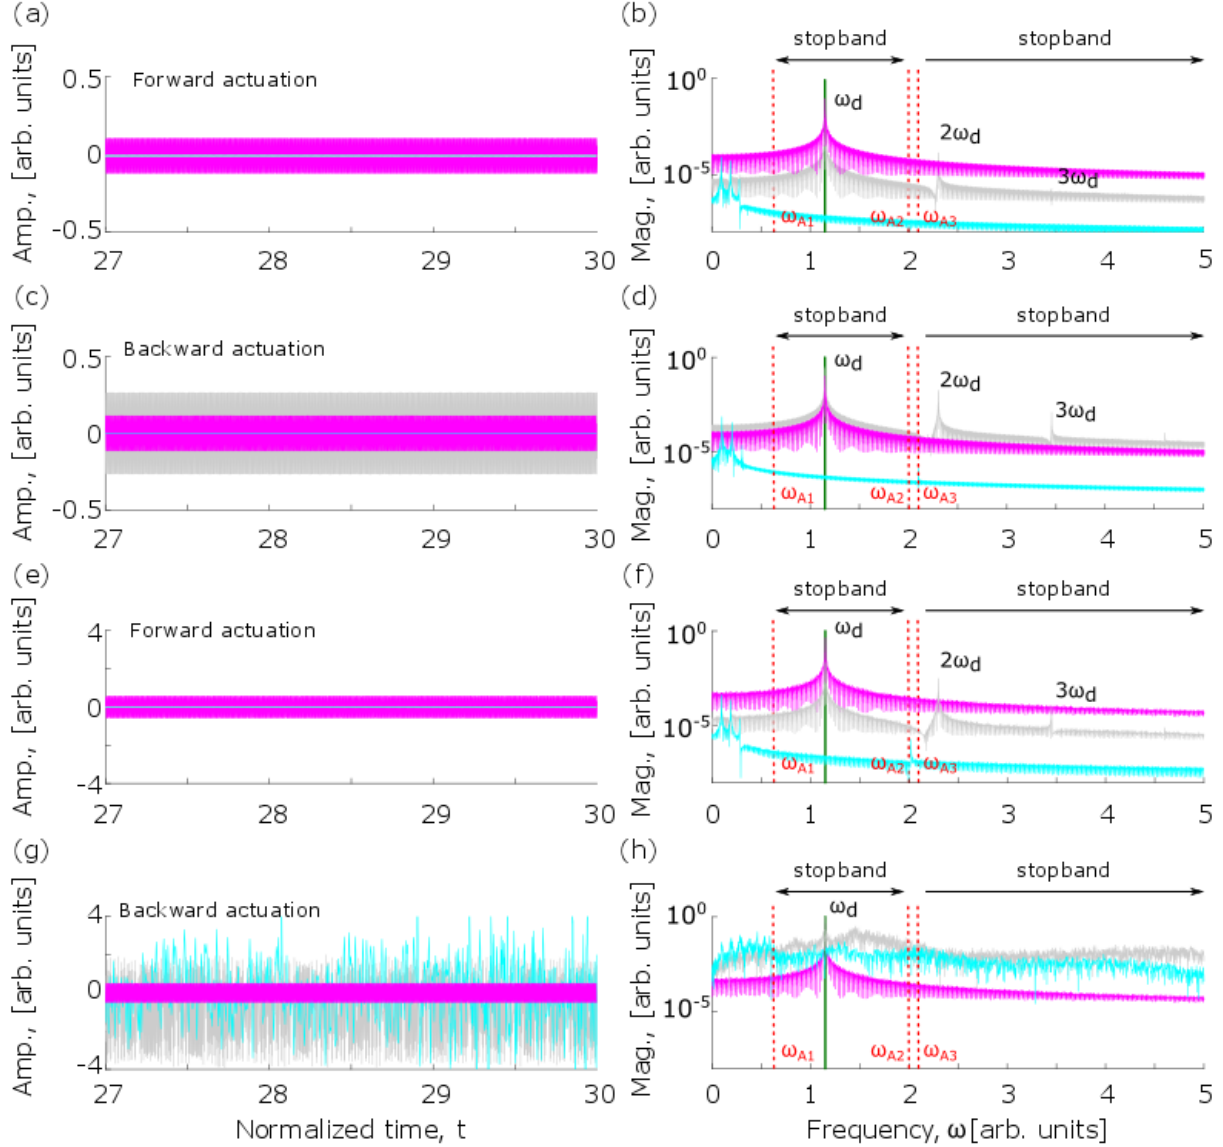 (a)
Amp., [arb. units]
0.5
0
-0.5
Forward actuation
27 28 29 30
(b)
stopband stopband
Mag., [arb. units]
10^0
10^-5
ω_d
2ω_d
3ω_d
ω_A1 ω_A2 ω_A3
0 1 2 3 4 5
(c)
Amp., [arb. units]
0.5
0
-0.5
Backward actuation
27 28 29 30
(d)
stopband stopband
Mag., [arb. units]
10^0
10^-5
ω_d
2ω_d
3ω_d
ω_A1 ω_A2 ω_A3
0 1 2 3 4 5
(e)
Amp., [arb. units]
4
0
-4
Forward actuation
27 28 29 30
(f)
stopband stopband
Mag., [arb. units]
10^0
10^-5
ω_d
2ω_d
3ω_d
ω_A1 ω_A2 ω_A3
0 1 2 3 4 5
(g)
Amp., [arb. units]
4
0
-4
Backward actuation
27 28 29 30
Normalized time, t
(h)
stopband stopband
Mag., [arb. units]
10^0
10^-5
ω_d
ω_A1 ω_A2 ω_A3
0 1 2 3 4 5
Frequency, ω [arb. units]